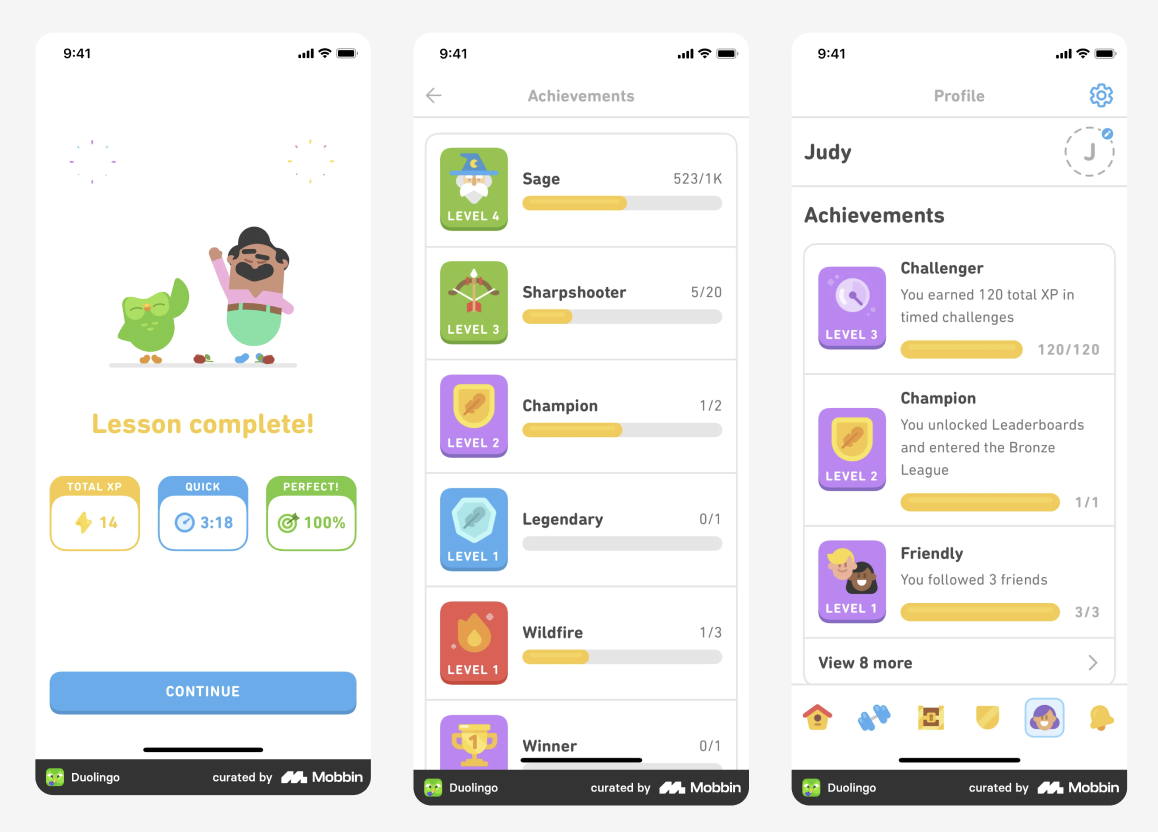 9:41
Lesson complete!
TOTAL XP
14
QUICK
3:18
PERFECT!
100%
CONTINUE
Duolingo
curated by Mobbin
9:41
Achievements
LEVEL 4
Sage 523/1K
LEVEL 3
Sharpshooter 5/20
LEVEL 2
Champion 1/2
LEVEL 1
Legendary 0/1
LEVEL 1
Wildfire 1/3
1
Winner 0/1
Duolingo
curated by Mobbin
9:41
Profile
Judy
J
Achievements
LEVEL 3
Challenger
You earned 120 total XP in
timed challenges
120/120
LEVEL 2
Champion
You unlocked Leaderboards
and entered the Bronze
League
1/1
LEVEL 1
Friendly
You followed 3 friends
3/3
View 8 more
Duolingo
curated by Mobbin